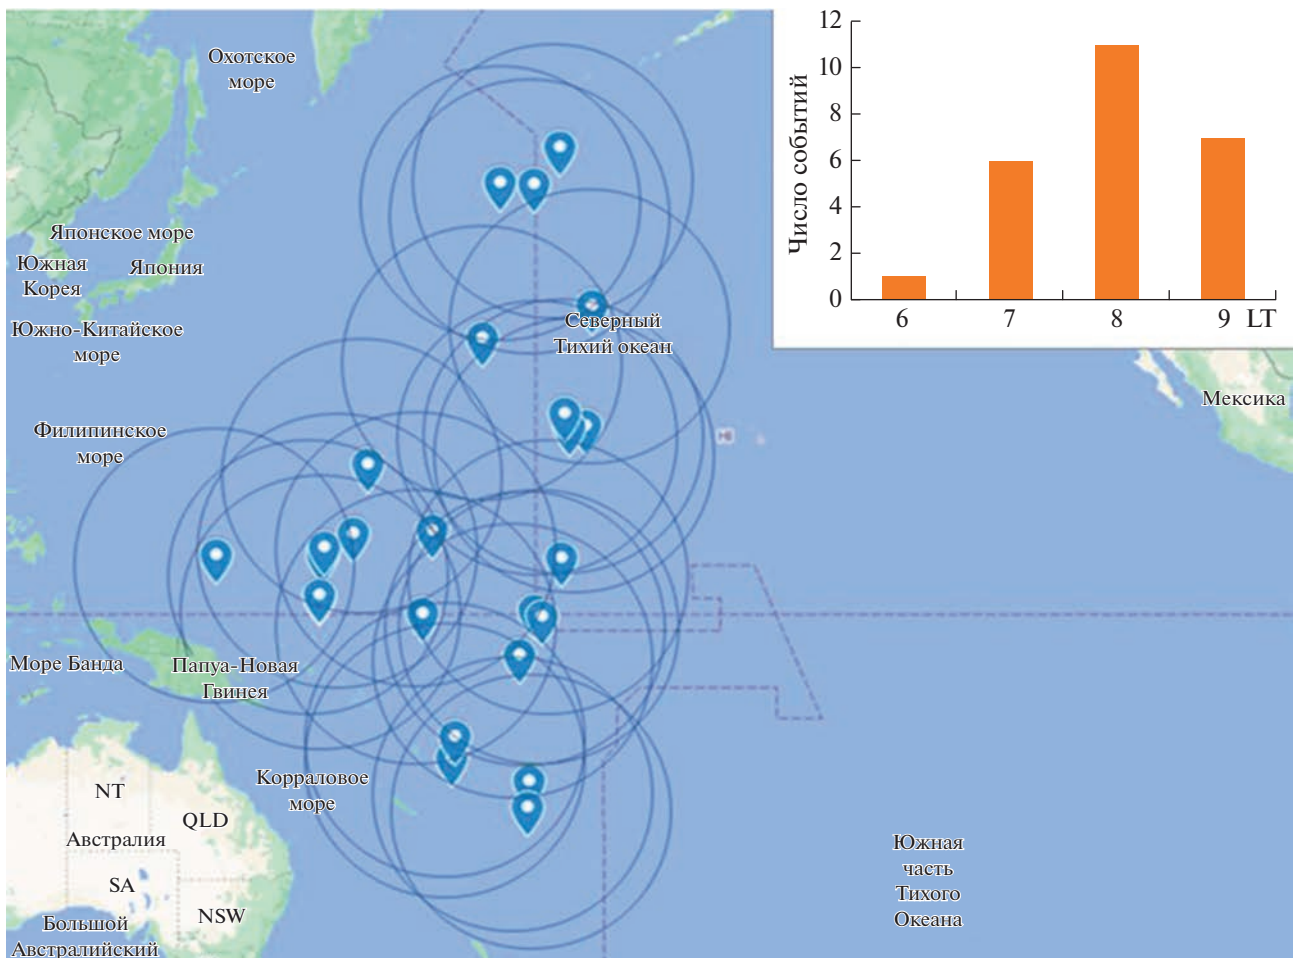 Охотское
море
Японское море
Южная
Корея
Япония
Южно-Китайское
море
Филипинское
море
Северный
Тихий океан
HI
Мексика
Море Банда
Папуа-Новая
Гвинея
Корраловое
море
NT
QLD
Австралия
SA
NSW
Большой
Австралийский
Южная
часть
Тихого
Океана
Число событий
12
10
8
6
4
2
0
6 7 8 9 LT